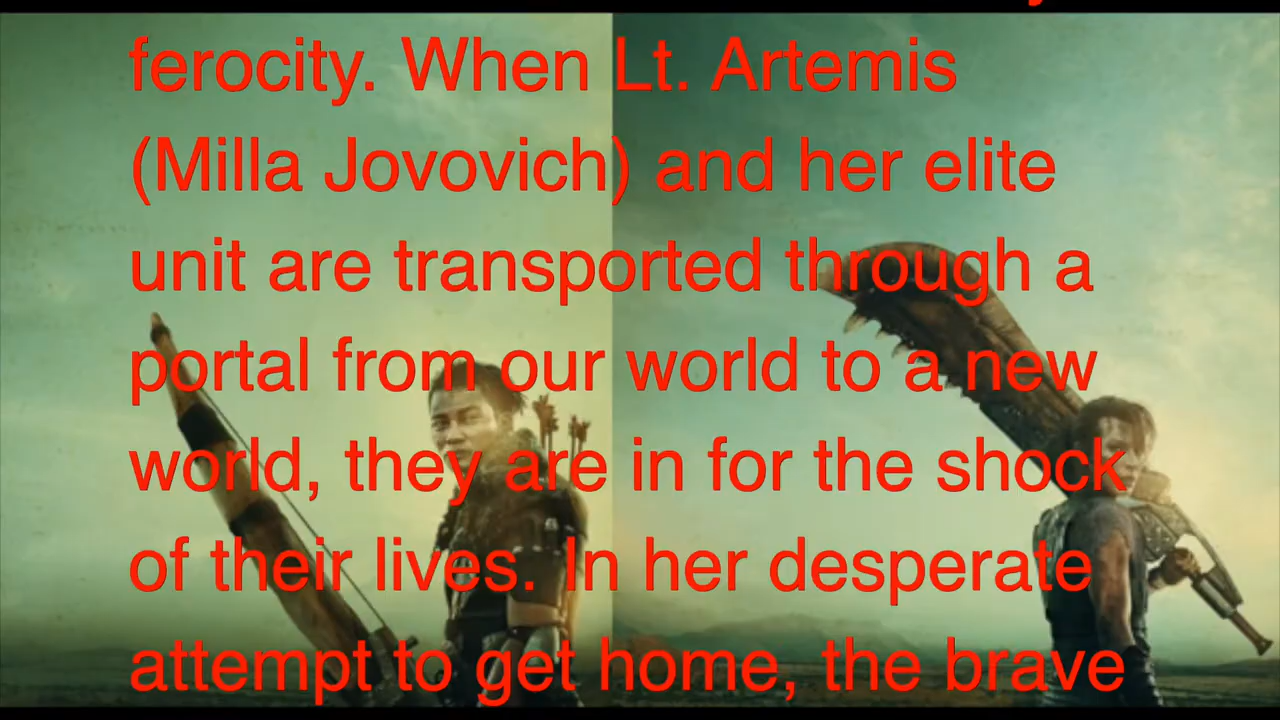 ferocity. When Lt. Artemis
(Milla Jovovich) and her elite
unit are transported through a
portal from our world to a new
world, they are in for the shock
of their lives. In her desperate
attempt to get home, the brave